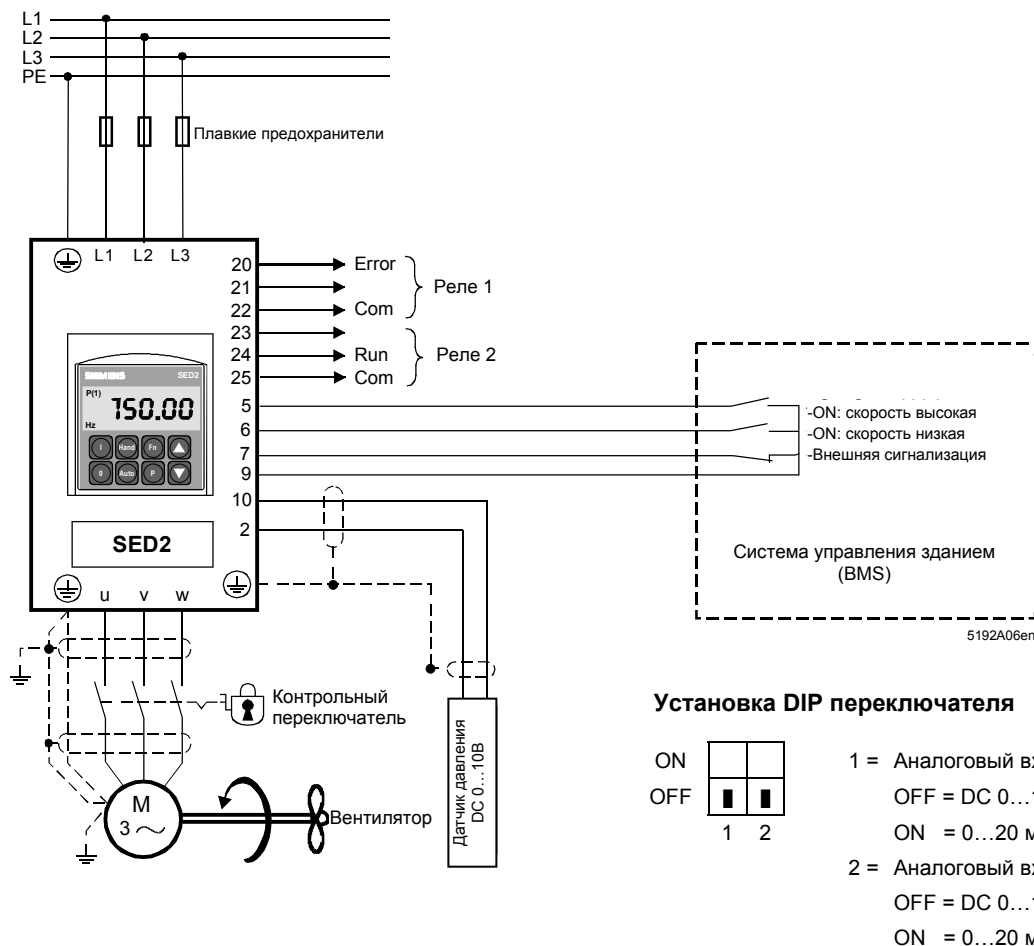 L1
L2
L3
PE
Плавкие предохранители
L1 L2 L3
20
21
22
23
24
25
5
6
7
9
10
2
Error
Com
Реле 1
Run
Com
Реле 2
SIEMENS SED2
P(1)
750.00
Hz
I Hand Fn
0 Auto P
SED2
u v w
-ON: скорость высокая
-ON: скорость низкая
-Внешняя сигнализация
Система управления зданием
(BMS)
5192A06en
Контрольный
переключатель
M
3
Вентилятор
Датчик давления
DC 0...10В
Установка DIP переключателя
ON
OFF
1 2
1 = Аналоговый
OFF = DC 0…
ON = 0…20
2 = Аналоговый
OFF = DC 0…
ON = 0…20